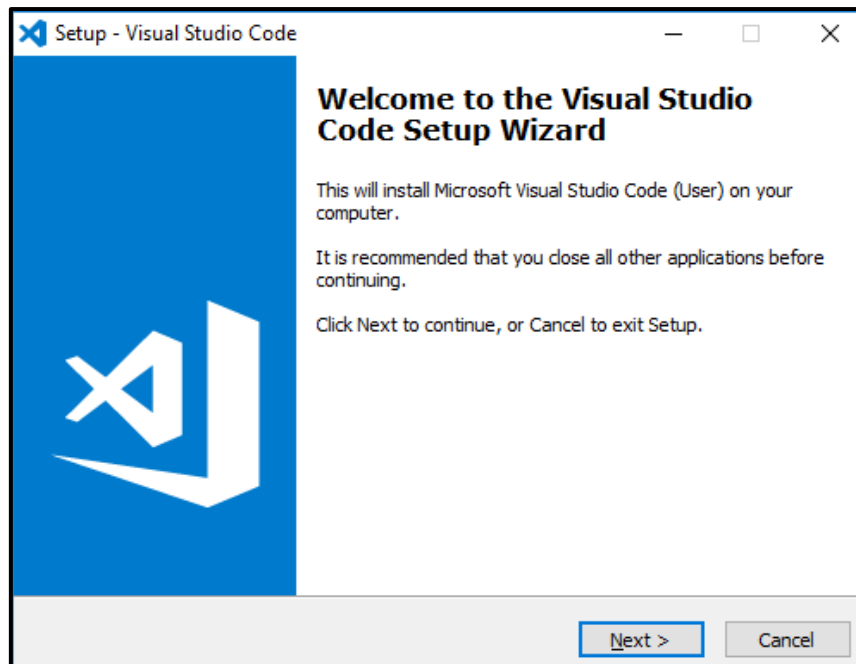 Setup - Visual Studio Code
Welcome to the Visual Studio
Code Setup Wizard
This will install Microsoft Visual Studio Code (User) on your
computer.
It is recommended that you close all other applications before
continuing.
Click Next to continue, or Cancel to exit Setup.
Next >
Cancel